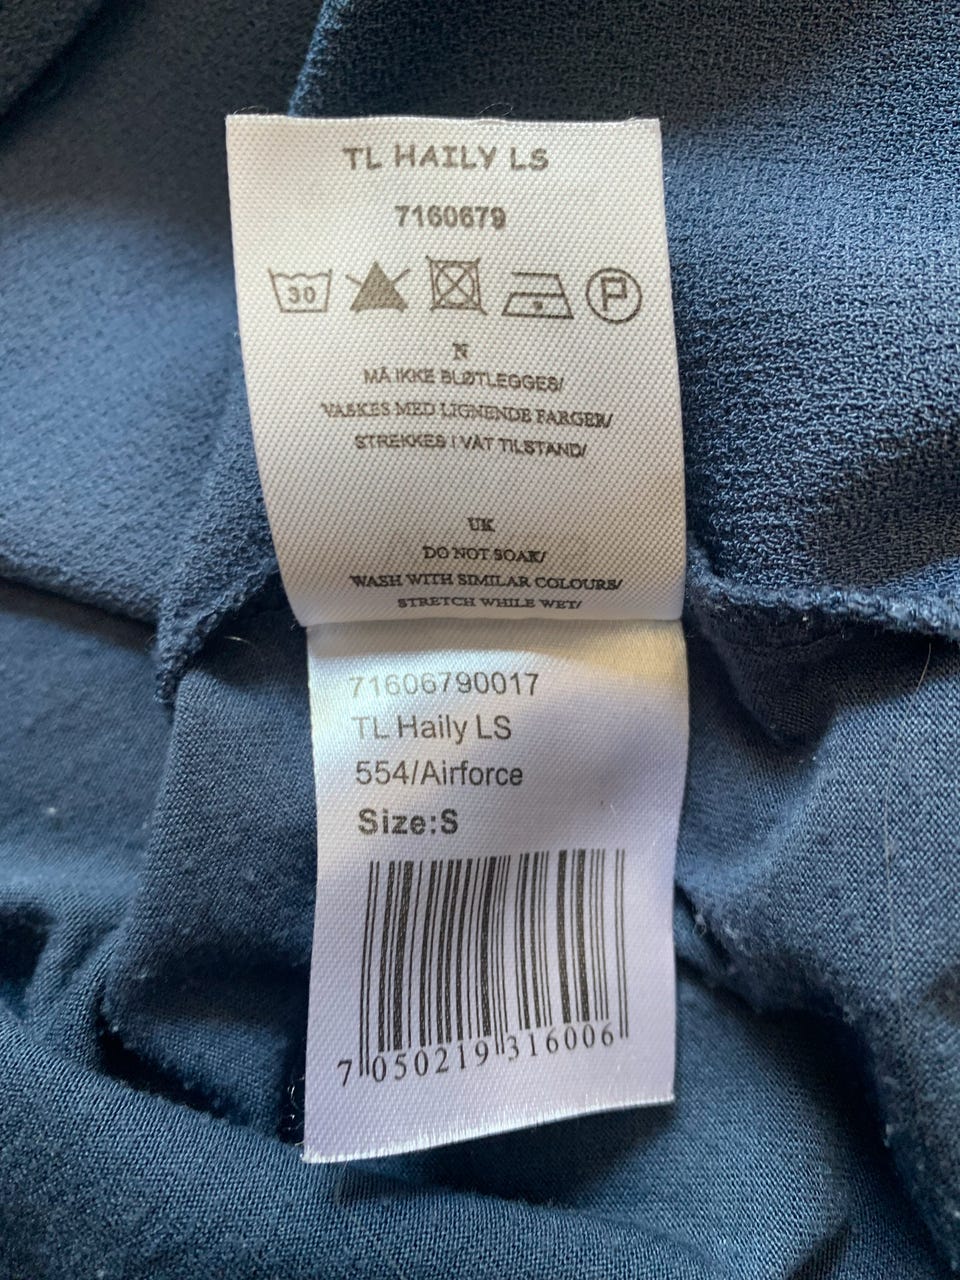 TL HAILY LS
7160679
30
P
N
MÅ IKKE BLØTLEGGES/
VASKES MED LIGNENDE FARGER/
STREKKES I VÅT TILSTAND/
UK
DO NOT SOAK/
WASH WITH SIMILAR COLOURS/
STRETCH WHILE WET/
71606790017
TL Haily LS
554/Airforce
Size:S
7 050219 316006